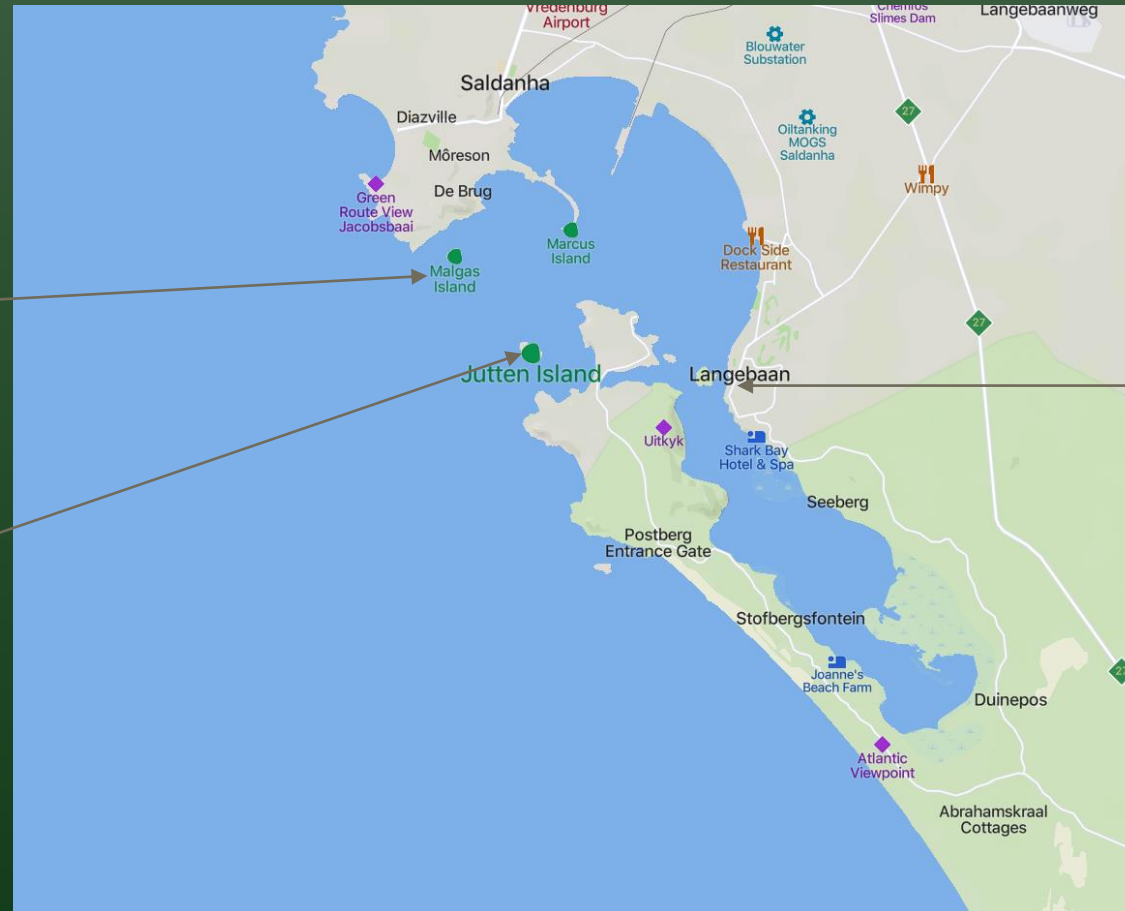 Vredenburg
Airport
Chemfos
Slimes Dam
Langebaanweg
Blouwater
Substation
Saldanha
27
Diazville
Oiltanking
MOGS
Saldanha
Môreson
Wimpy
De Brug
Green
Route View
Jacobsbaai
Marcus
Island
Dock Side
Restaurant
Malgas
Island
27
Jutten Island
Langebaan
Uitkyk
Shark Bay
Hotel & Spa
Seeberg
Postberg
Entrance Gate
Stofbergsfontein
Joanne's
Beach Farm
27
Duinepos
Atlantic
Viewpoint
Abrahamskraal
Cottages